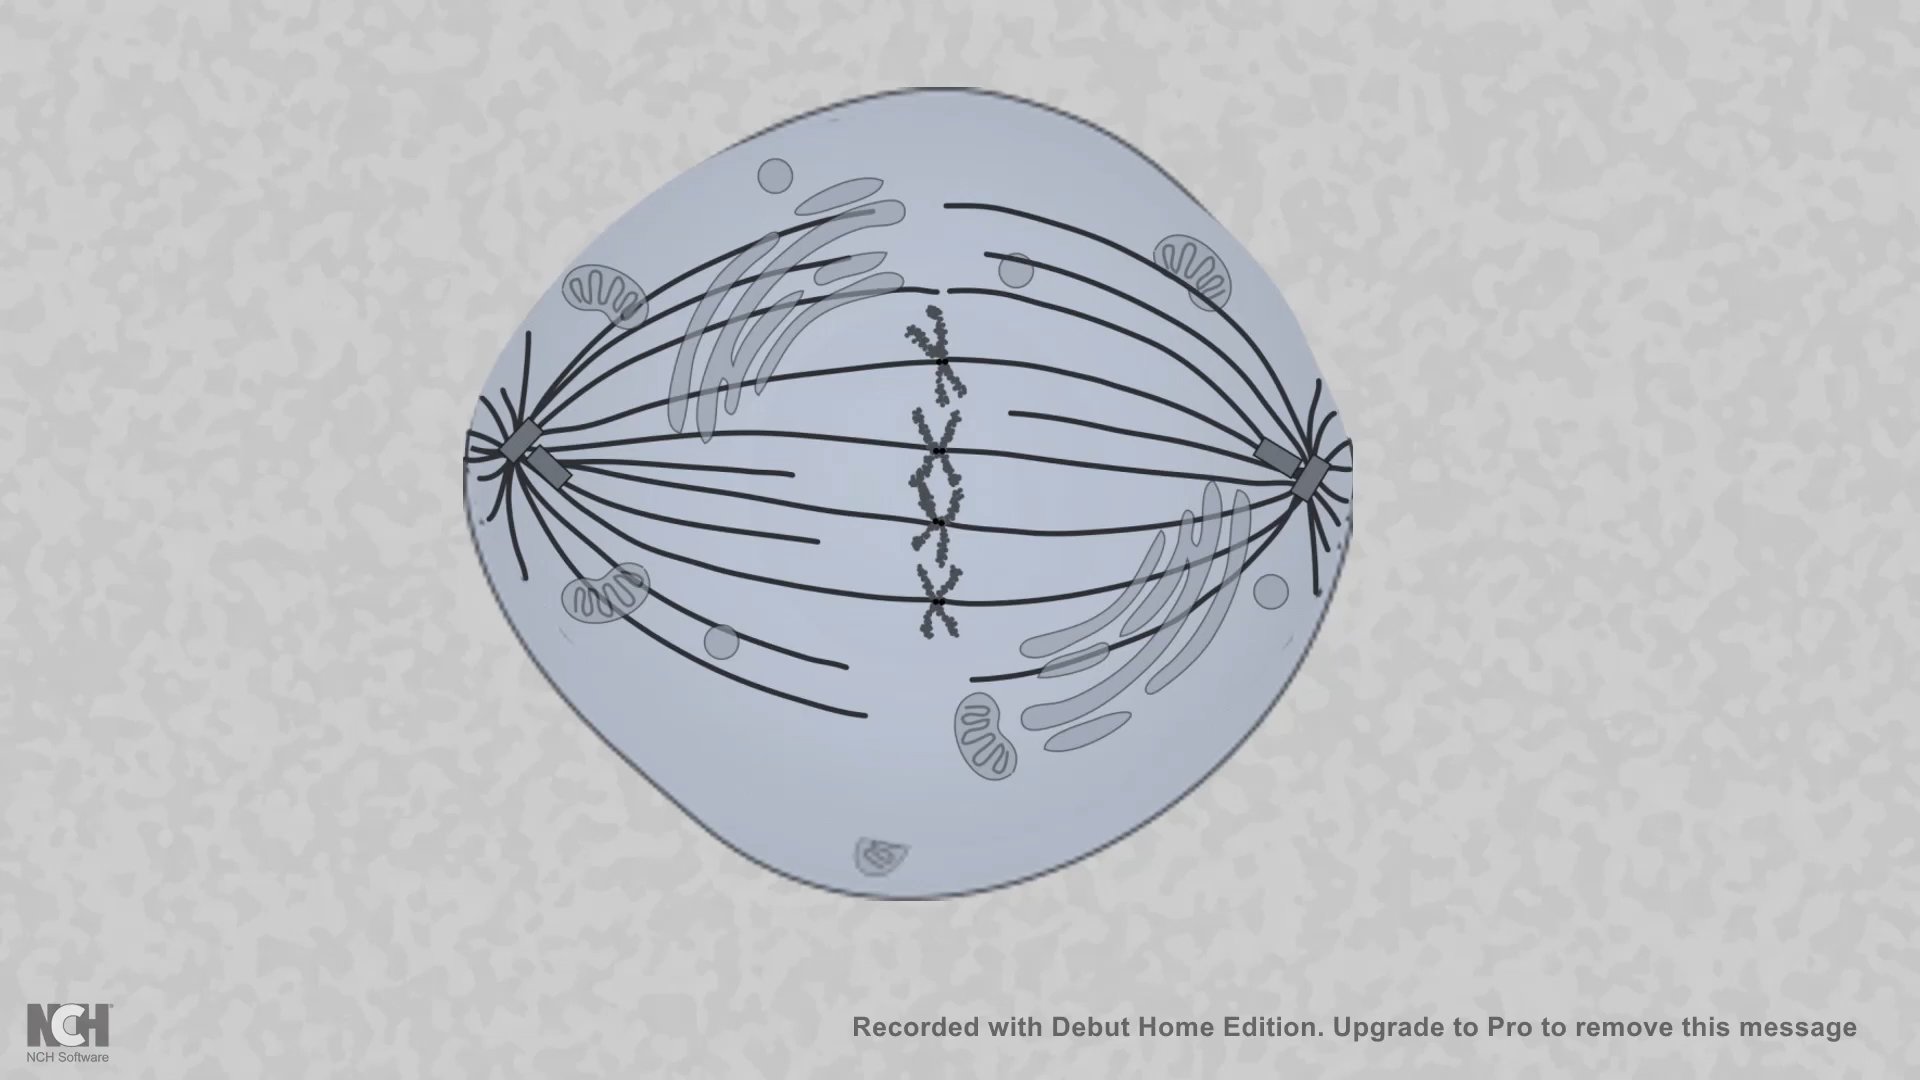 NCH
NCH Software
Recorded with Debut Home Edition. Upgrade to Pro to remove this message